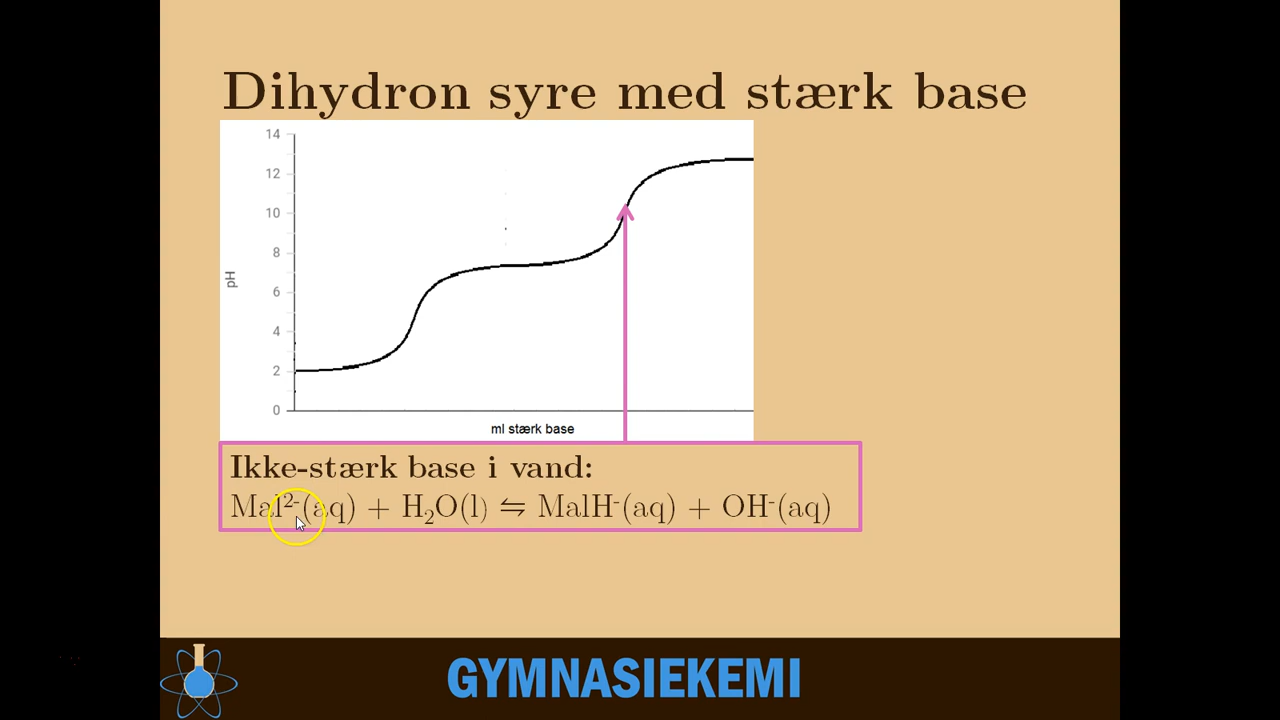 Dihydron syre med stærk base
14
12
10
8
6
4
2
0
pH
ml stærk base
Ikke-stærk base i vand:
Mal²⁻(aq) + H₂O(l) ⇋ MalH⁻(aq) + OH⁻(aq)
GYMNASIEKEMI